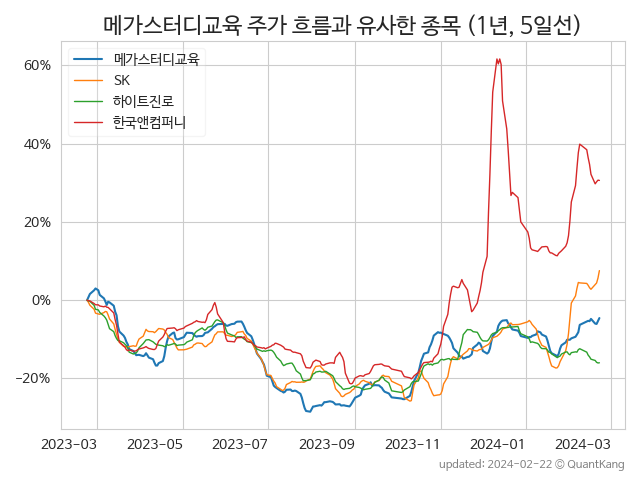 메가스터디교육 주가 흐름과 유사한 종목 (1년, 5일선)
메가스터디교육
SK
하이트진로
한국앤컴퍼니
60%
40%
20%
0%
−20%
2023-03 2023-05 2023-07 2023-09 2023-11 2024-01 2024-03
updated: 2024-02-22 © QuantKang